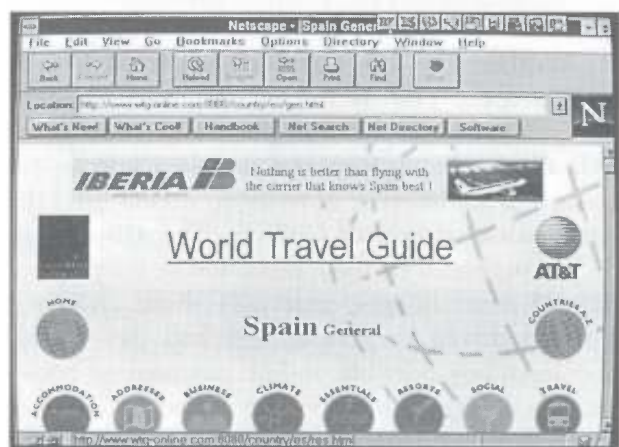 Netscape - [Spain General
File Edit View Go Bookmarks Options Directory Window Help
Back Forward Home Reload Images Open Print Find Stop
Location: http://www.wtg-online.com:8080/country/es/gen.html
What's New! What's Cool! Handbook Net Search Net Directory Software
N
IBERIA
Nothing is better than flying with
the carrier that knows Spain best !
World Travel Guide
AT&T
HOME
Spain General
COUNTRIES A-Z
ACCOMMODATION ADDRESSES BUSINESS CLIMATE ESSENTIALS RESORTS SOCIAL TRAVEL
http://www.wtg-online.com:8080/country/es/res.html